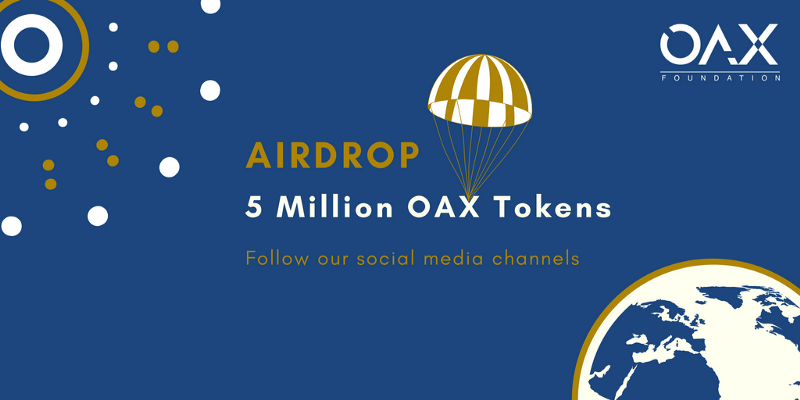 OAX
FOUNDATION
AIRDROP
5 Million OAX Tokens
Follow our social media channels